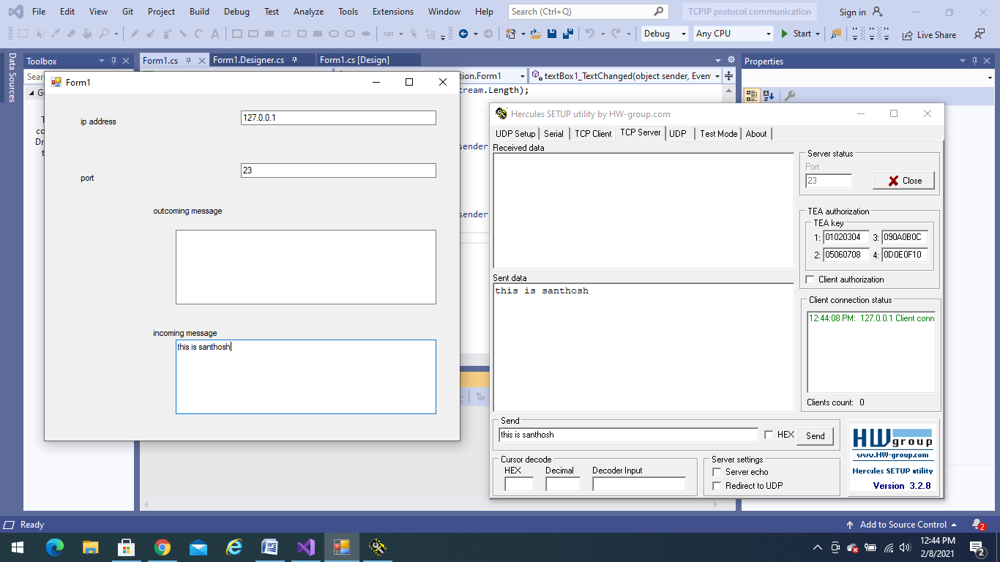 File Edit View Git Project Build Debug Test Analyze Tools Extensions Window Help Search (Ctrl+Q) TCPIP protocol communication Sign in
opt Debug Any CPU Start Live Share
Data Sources
Toolbox
Form1.cs Form1.Designer.cs Form1.cs [Design]
Properties
Form1
ip address 127.0.0.1
port 23
outcoming message
incoming message
this is santhosh
ion.Form1 textBox1_TextChanged(object sender, Even
ream.Length);
sender
sender
Hercules SETUP utility by HW-group.com
UDP Setup Serial TCP Client TCP Server UDP Test Mode About
Received data
Sent data
this is santhosh
Server status
Port
23 Close
TEA authorization
TEA key
1: 01020304 3: 090A0B0C
2: 05060708 4: 0D0E0F10
Client authorization
Client connection status
12:44:08 PM: 127.0.0.1 Client conn
Clients count: 0
Send
this is santhosh HEX Send
Cursor decode
HEX Decimal Decoder Input
Server settings
Server echo
Redirect to UDP
HW group
www.HW-group.com
Hercules SETUP utility
Version 3.2.8
Ready Add to Source Control 2
12:44 PM
2/8/2021
2